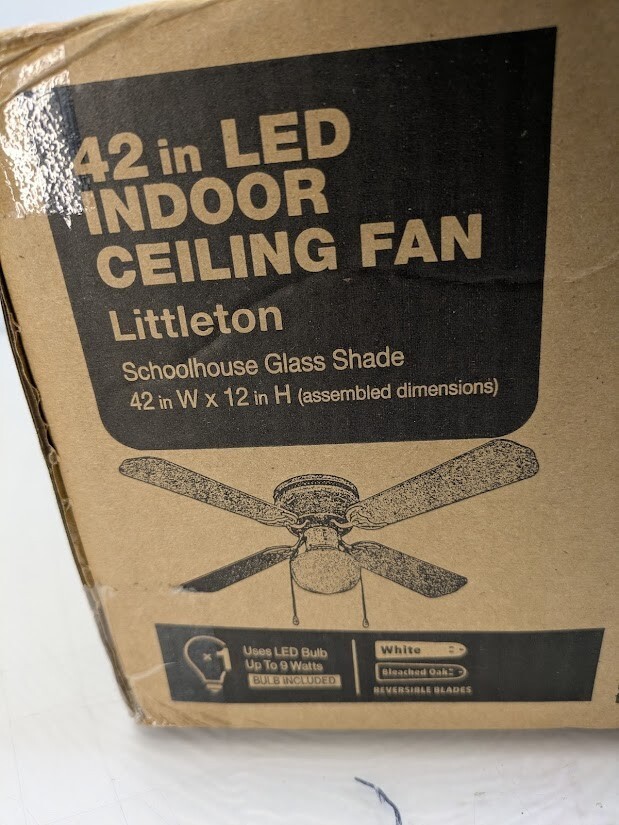 42 in LED
INDOOR
CEILING FAN
Littleton
Schoolhouse Glass Shade
42 in W x 12 in H (assembled dimensions)
Uses LED Bulb
Up To 9 Watts
BULB INCLUDED
White
Bleached Oak
REVERSIBLE BLADES